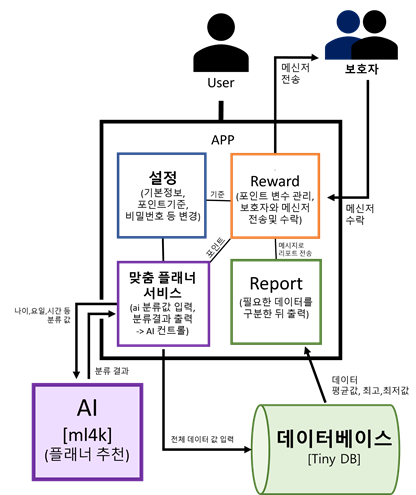 User
보호자
메신저
전송
APP
설정
(기본정보,
포인트기준,
비밀번호 등 변경)
기준
Reward
(포인트 변수 관리,
보호자와 메신저
전송및 수락)
메신저
수락
포인트
메시지로
리포트 전송
맞춤 플래너
서비스
(ai 분류값 입력,
분류결과 출력
-> AI 컨트롤)
Report
(필요한 데이터를
구분한 뒤 출력)
나이,요일,시간 등
분류 값
분류 결과
데이터
평균값, 최고,최저값
AI
[ml4k]
(플래너 추천)
전체 데이터 값 입력
데이터베이스
[Tiny DB]